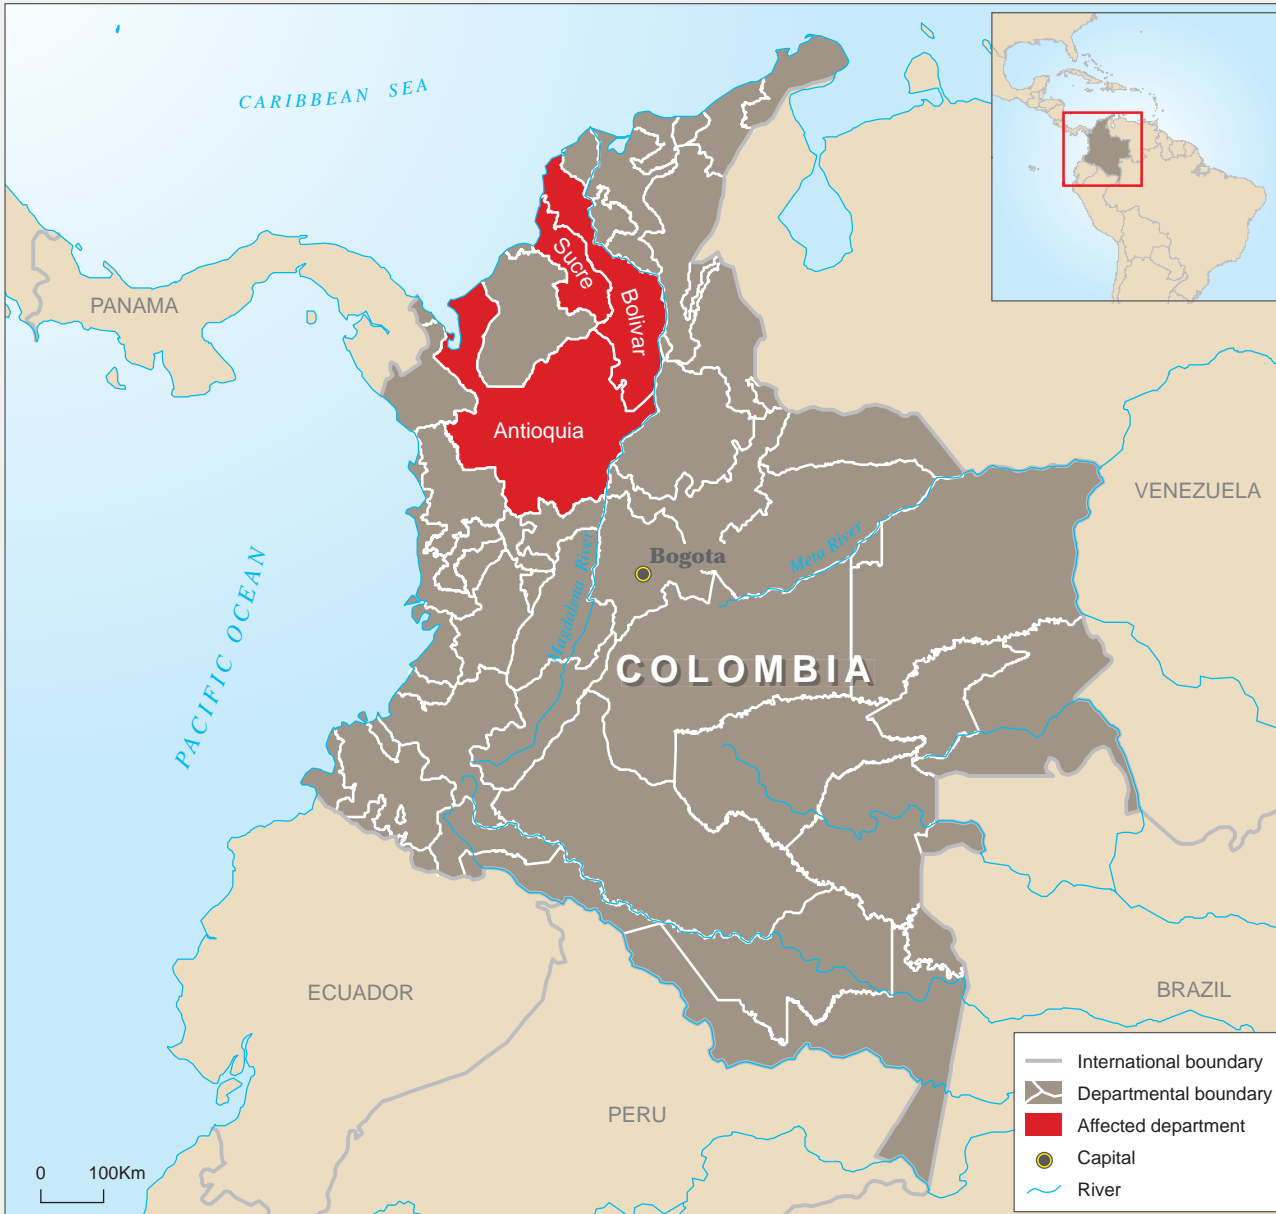 CARIBBEAN SEA
PANAMA
Sucre
Bolivar
Antioquia
VENEZUELA
PACIFIC OCEAN
Magdalena River
Bogota
Meta River
COLOMBIA
ECUADOR
BRAZIL
PERU
International boundary
Departmental boundary
Affected department
Capital
River
0 100Km